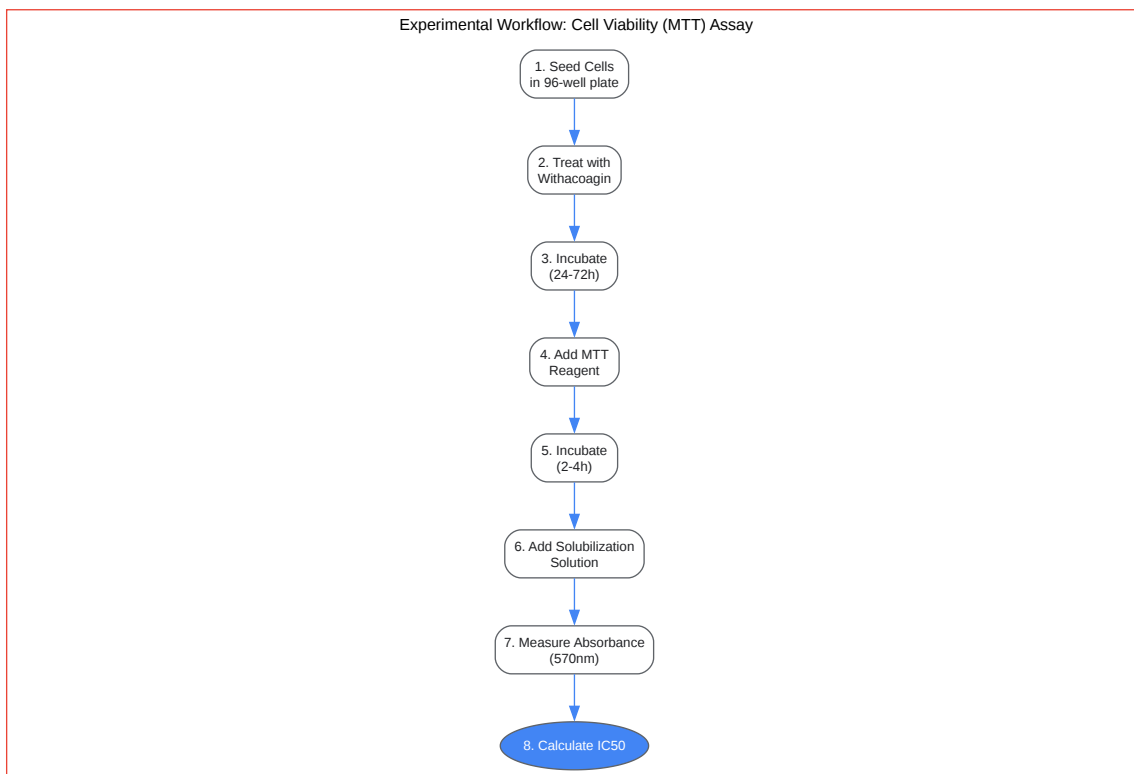 Experimental Workflow: Cell Viability (MTT) Assay
1. Seed Cells
in 96-well plate
2. Treat with
Withacoagin
3. Incubate
(24-72h)
4. Add MTT
Reagent
5. Incubate
(2-4h)
6. Add Solubilization
Solution
7. Measure Absorbance
(570nm)
8. Calculate IC50